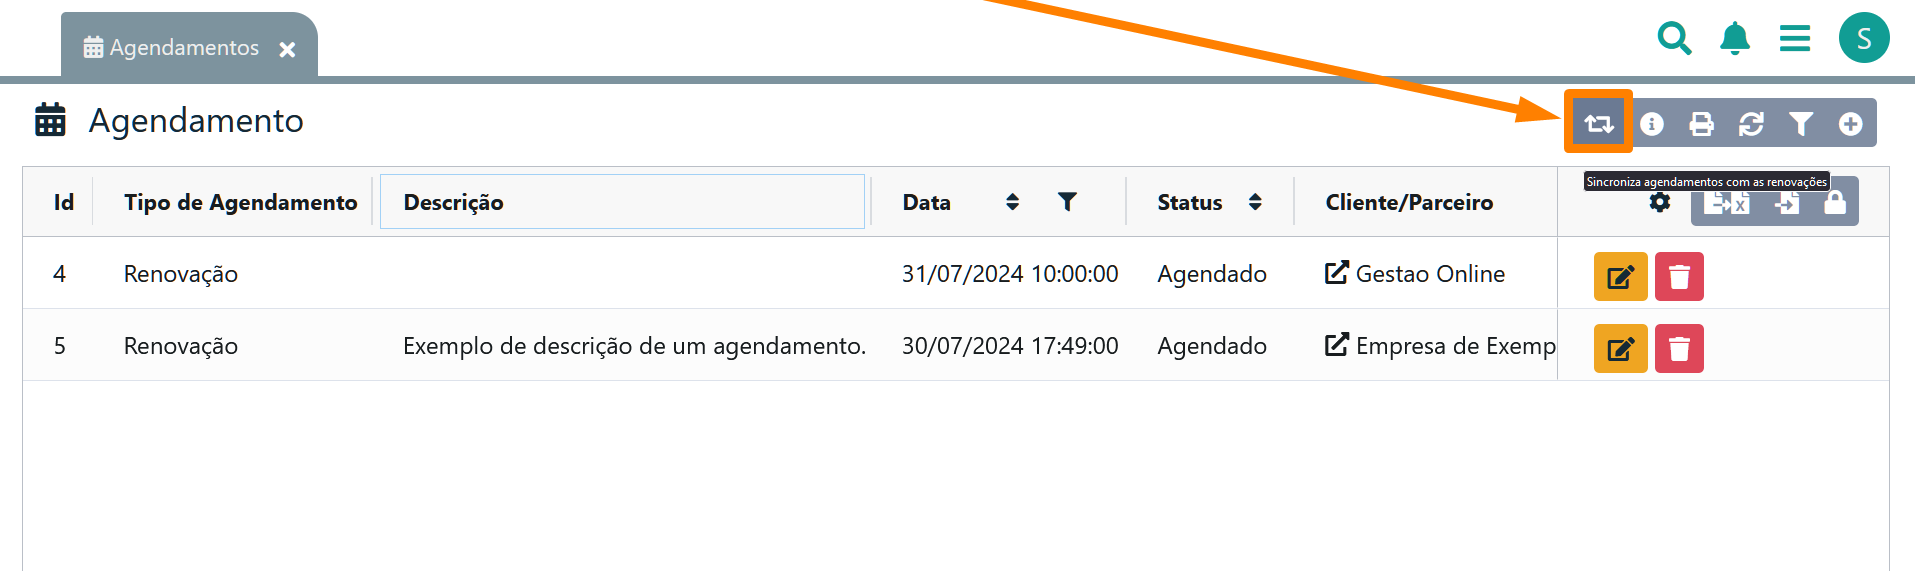 Agendamentos
S
Agendamento
Sincroniza agendamentos com as renovações
Id Tipo de Agendamento Descrição Data Status Cliente/Parceiro
4 Renovação 31/07/2024 10:00:00 Agendado Gestao Online
5 Renovação Exemplo de descrição de um agendamento. 30/07/2024 17:49:00 Agendado Empresa de Exemp